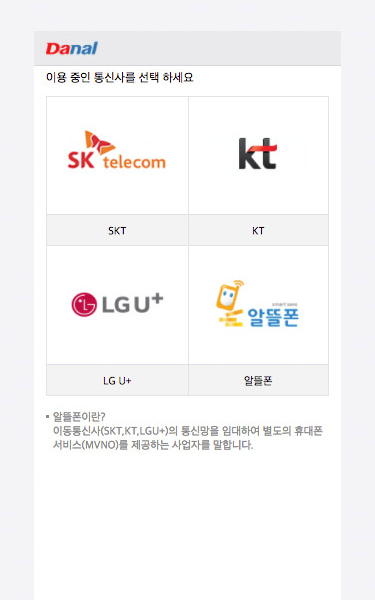 Danal
이용 중인 통신사를 선택 하세요
SK telecom
kt
SKT
KT
LG U+
smart save
알뜰폰
LG U+
알뜰폰
알뜰폰이란?
이동통신사(SKT,KT,LGU+)의 통신망을 임대하여 별도의 휴대폰
서비스(MVNO)를 제공하는 사업자를 말합니다.